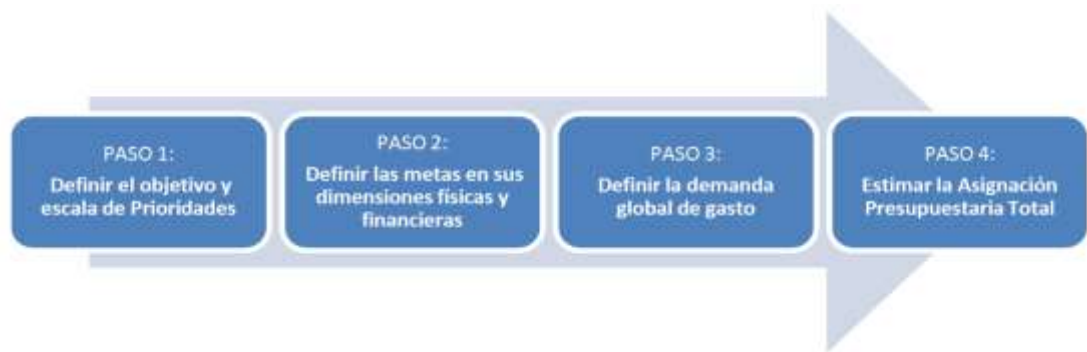 PASO 1:
Definir el objetivo y
escala de Prioridades
PASO 2:
Definir las metas en sus
dimensiones físicas y
financieras
PASO 3:
Definir la demanda
global de gasto
PASO 4:
Estimar la Asignación
Presupuestaria Total